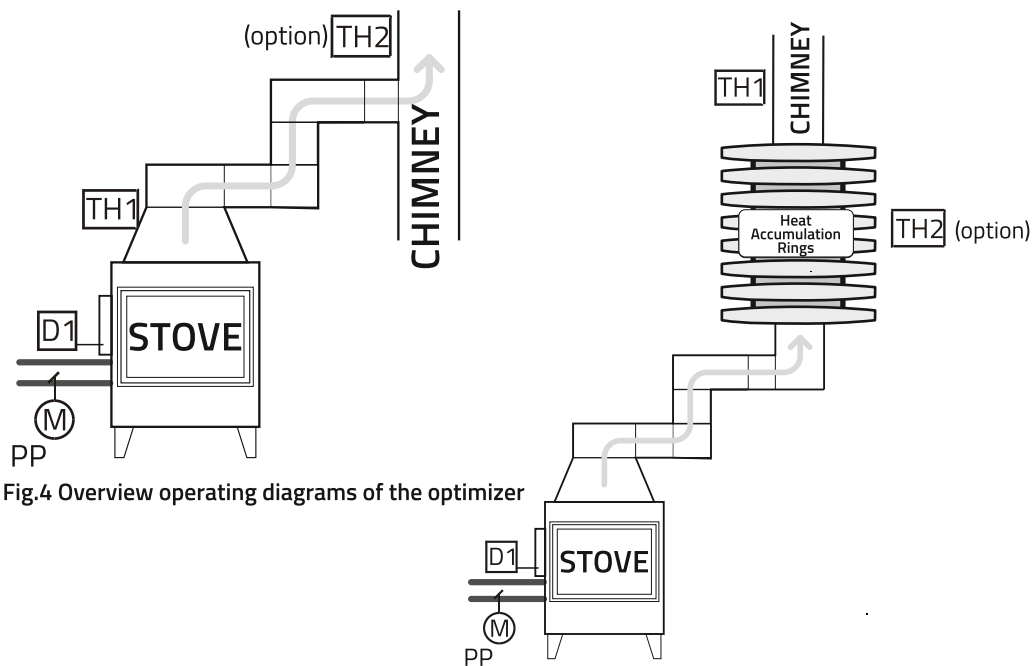 (option) TH2
CHIMNEY
TH1
D1
STOVE
M
PP
Fig.4 Overview operating diagrams of the optimizer
CHIMNEY
TH1
Heat
Accumulation
Rings
TH2 (option)
D1
STOVE
M
PP